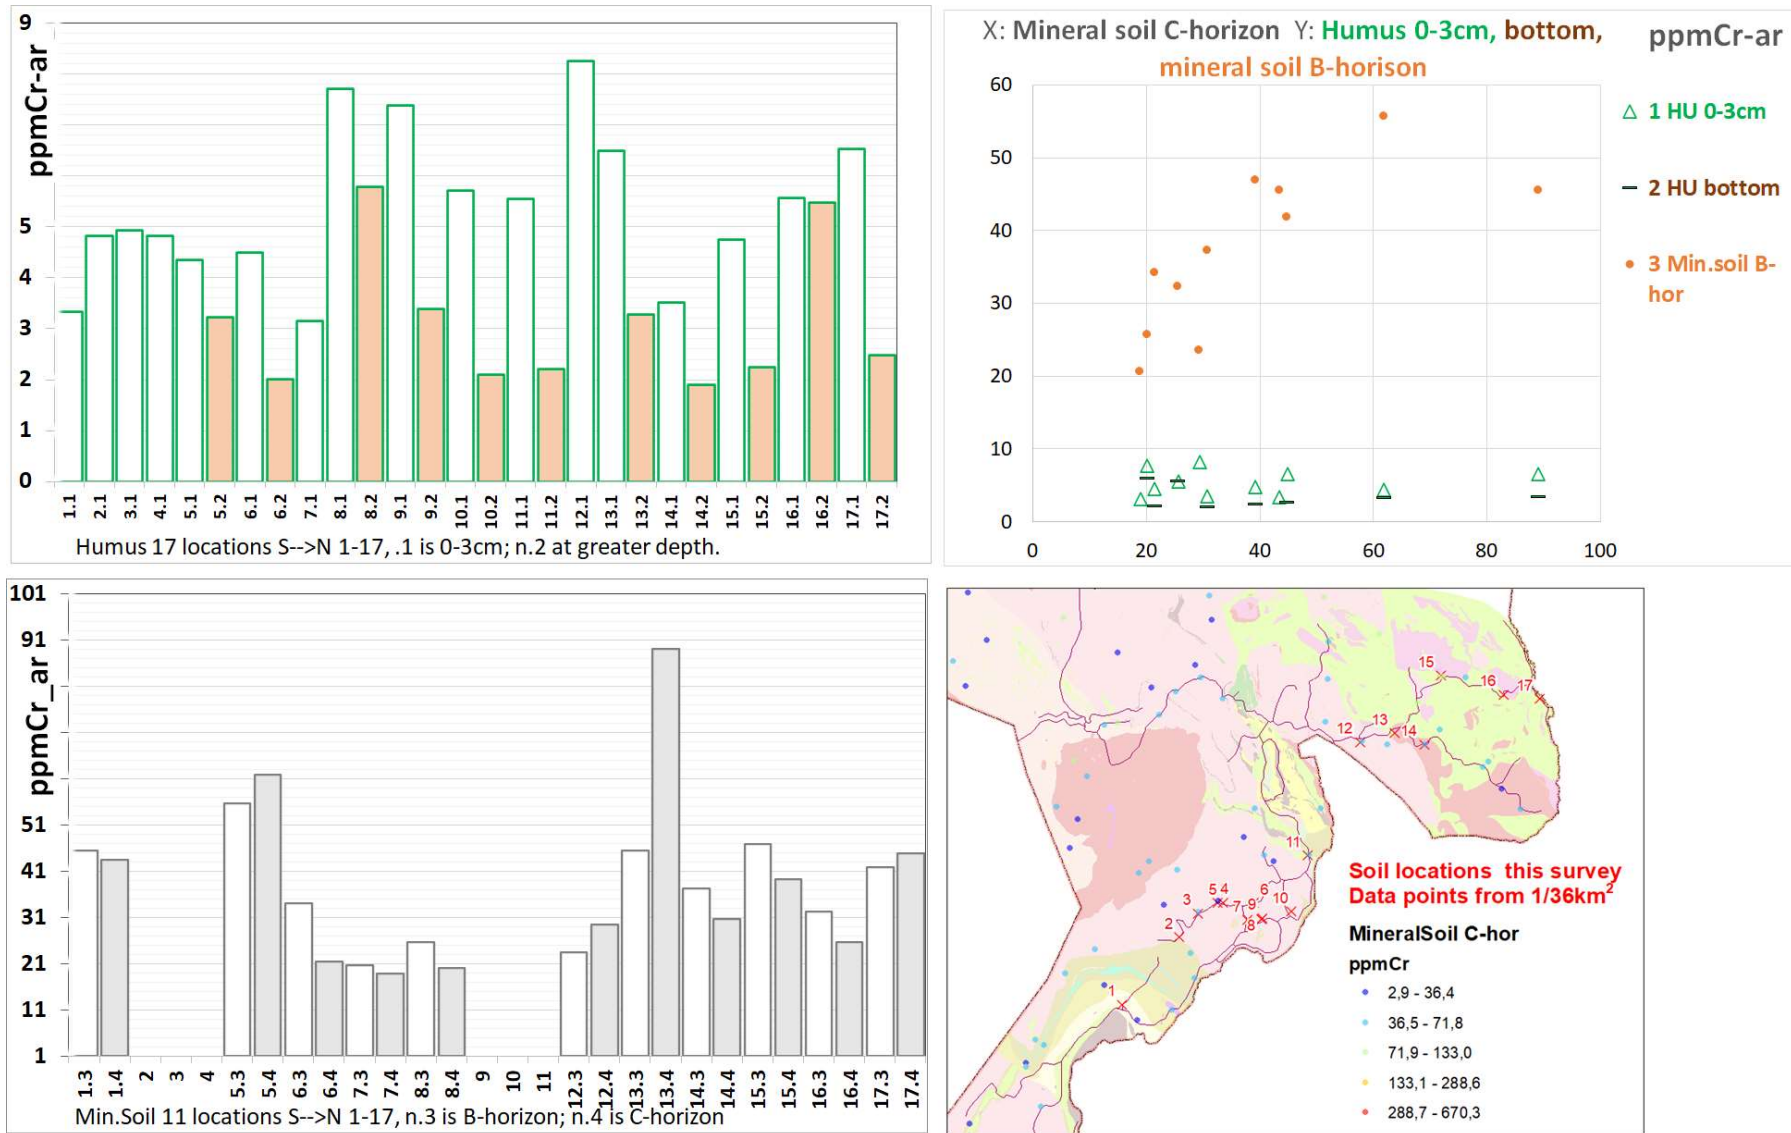 9
5
4
3
2
1
0
ppmCr-ar
1.1 2.1 3.1 4.1 5.1 5.2 6.1 6.2 7.1 8.1 8.2 9.1 9.2 10.1 10.2 11.1 11.2 12.1 13.1 13.2 14.1 14.2 15.1 15.2 16.1 16.2 17.1 17.2
Humus 17 locations S-->N 1-17, .1 is 0-3cm; n.2 at greater depth.
X: Mineral soil C-horizon Y: Humus 0-3cm, bottom,
mineral soil B-horison
ppmCr-ar
60
50
40
30
20
10
0
0 20 40 60 80 100
1 HU 0-3cm
2 HU bottom
3 Min.soil B-
hor
101
91
51
41
31
21
11
1
ppmCr_ar
1.3 1.4 2 3 4 5.3 5.4 6.3 6.4 7.3 7.4 8.3 8.4 9 10 11 12.3 12.4 13.3 13.4 14.3 14.4 15.3 15.4 16.3 16.4 17.3 17.4
Min.Soil 11 locations S-->N 1-17, n.3 is B-horizon; n.4 is C-horizon
15
16
17
13
12
14
11
6
5 4
3
10
9
7
2
8
1
Soil locations this survey
Data points from 1/36km²
MineralSoil C-hor
ppmCr
2,9 - 36,4
36,5 - 71,8
71,9 - 133,0
133,1 - 288,6
288,7 - 670,3